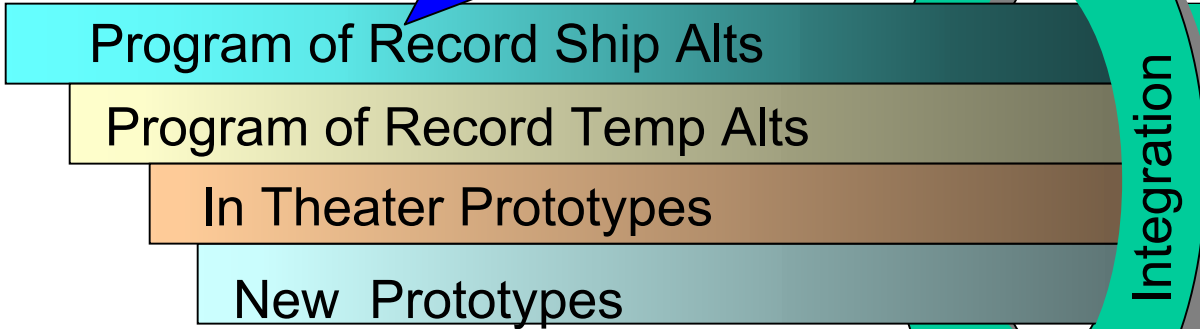 Program of Record Ship Alts
Program of Record Temp Alts
In Theater Prototypes
New  Prototypes
Integration